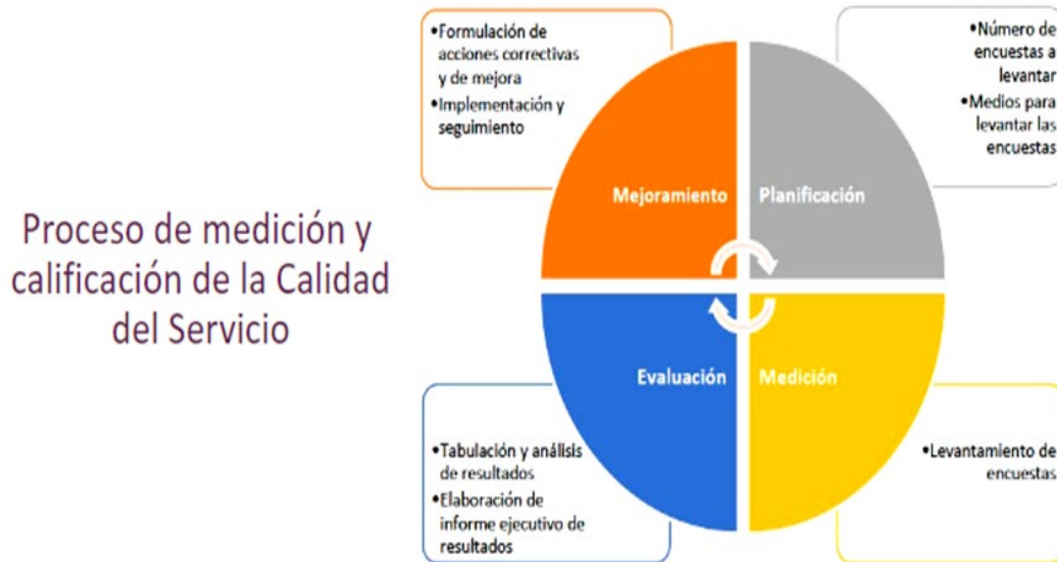 Proceso de medición y
calificación de la Calidad
del Servicio
•Formulación de
acciones correctivas
y de mejora
•Implementación y
seguimiento
•Número de
encuestas a
levantar
•Medios para
levantar las
encuestas
Mejoramiento
Planificación
Evaluación
Medición
•Tabulación y análisis
de resultados
•Elaboración de
informe ejecutivo de
resultados
•Levantamiento de
encuestas